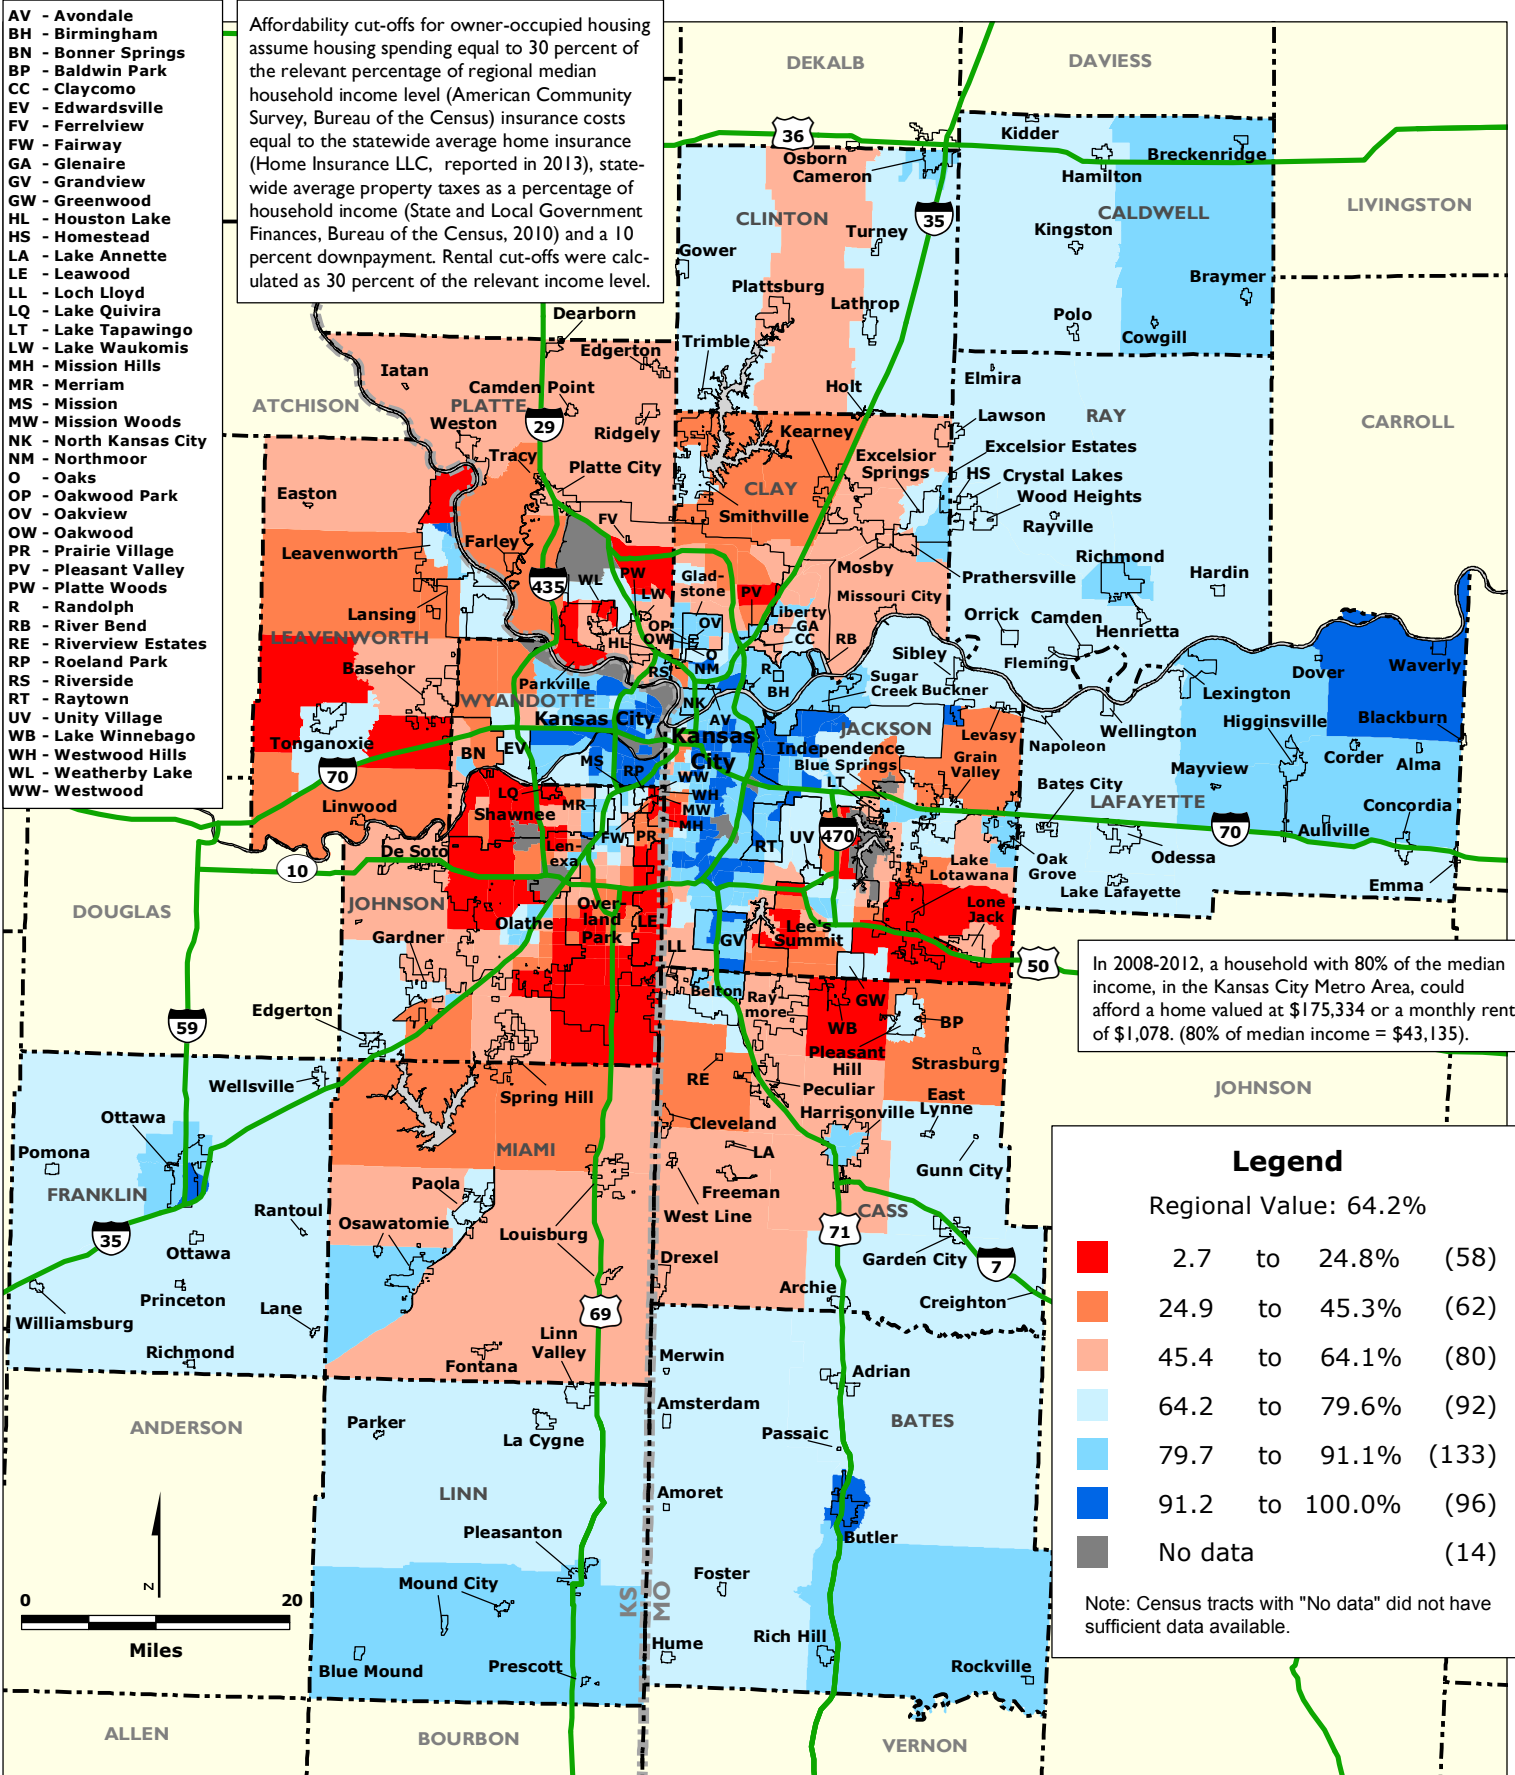 AV - Avondale
BH - Birmingham
BN - Bonner Springs
BP - Baldwin Park
CC - Claycomo
EV - Edwardsville
FV - Ferrelview
FW - Fairway
GA - Glenaire
GV - Grandview
GW - Greenwood
HL - Houston Lake
HS - Homestead
LA - Lake Annette
LE - Leawood
LL - Loch Lloyd
LQ - Lake Quivira
LT - Lake Tapawingo
LW - Lake Waukomis
MH - Mission Hills
MR - Merriam
MS - Mission
MW - Mission Woods
NK - North Kansas City
NM - Northmoor
O - Oaks
OP - Oakwood Park
OV - Oakview
OW - Oakwood
PR - Prairie Village
PV - Pleasant Valley
PW - Platte Woods
R - Randolph
RB - River Bend
RE - Riverview Estates
RP - Roeland Park
RS - Riverside
RT - Raytown
UV - Unity Village
WB - Lake Winnebago
WH - Westwood Hills
WL - Weatherby Lake
WW- Westwood
Affordability cut-offs for owner-occupied housing
assume housing spending equal to 30 percent of
the relevant percentage of regional median
household income level (American Community
Survey, Bureau of the Census) insurance costs
equal to the statewide average home insurance
(Home Insurance LLC, reported in 2013), state-
wide average property taxes as a percentage of
household income (State and Local Government
Finances, Bureau of the Census, 2010) and a 10
percent downpayment. Rental cut-offs were calc-
ulated as 30 percent of the relevant income level.
DEKALB
DAVIESS
36
Kidder
Osborn
Cameron
Breckenridge
Hamilton
CLINTON
35
CALDWELL
LIVINGSTON
Turney
Kingston
Gower
Plattsburg
Braymer
Lathrop
Dearborn
Polo
Cowgill
Trimble
Edgerton
Iatan
Elmira
Camden Point
Holt
ATCHISON
PLATTE
Lawson
RAY
CARROLL
Weston
29
Ridgely
Kearney
Excelsior Estates
Tracy
Platte City
Excelsior
Springs
HS
Crystal Lakes
Easton
CLAY
Wood Heights
Smithville
FV
Rayville
Leavenworth
Farley
Richmond
Mosby
435
WL
PW
Glad-
stone
Prathersville
Hardin
LW
PV
Missouri City
Lansing
Liberty
Orrick
Camden
LEAVENWORTH
OP
OV
GA
HL
OW
CC
RB
Henrietta
O
Sibley
Fleming
Basehor
RS
NM
R
Dover
Waverly
Parkville
BH
Sugar
Creek
Buckner
Lexington
WYANDOTTE
NK
Kansas City
AV
Higginsville
Blackburn
JACKSON
Levasy
Wellington
Kansas
City
Napoleon
Tonganoxie
BN
EV
Independence
Corder
Alma
MS
RP
Blue Springs
Grain
Valley
Mayview
70
WW
LT
Bates City
LQ
WH
LAFAYETTE
Concordia
Linwood
Shawnee
MR
MW
MH
70
FW
PR
RT
UV
470
Aullville
De Soto
Len-
exa
Odessa
10
Lake
Lotawana
Oak
Grove
Emma
Lake Lafayette
DOUGLAS
JOHNSON
Over-
land
Park
Lone
Jack
Olathe
LE
Lee's
Summit
Gardner
GV
LL
50
In 2008-2012, a household with 80% of the median
income, in the Kansas City Metro Area, could
afford a home valued at $175,334 or a monthly rent
of $1,078. (80% of median income = $43,135).
Belton
Ray-
more
GW
Edgerton
59
WB
BP
Pleasant
Hill
Strasburg
Wellsville
RE
JOHNSON
Peculiar
Spring Hill
East
Lynne
Ottawa
Harrisonville
Cleveland
Pomona
MIAMI
LA
Gunn City
Paola
Freeman
FRANKLIN
Rantoul
Osawatomie
West Line
CASS
35
Louisburg
71
Ottawa
Drexel
Garden City
7
Archie
Princeton
Creighton
Lane
Williamsburg
69
Linn
Valley
Richmond
Fontana
Merwin
Adrian
Amsterdam
ANDERSON
Parker
BATES
La Cygne
Passaic
LINN
Amoret
Pleasanton
Butler
Mound City
Foster
KS
MO
N
0
20
Miles
Hume
Rich Hill
Blue Mound
Prescott
Rockville
ALLEN
BOURBON
VERNON
Legend
Regional Value: 64.2%
2.7 to 24.8% (58)
24.9 to 45.3% (62)
45.4 to 64.1% (80)
64.2 to 79.6% (92)
79.7 to 91.1% (133)
91.2 to 100.0% (96)
No data (14)
Note: Census tracts with "No data" did not have
sufficient data available.